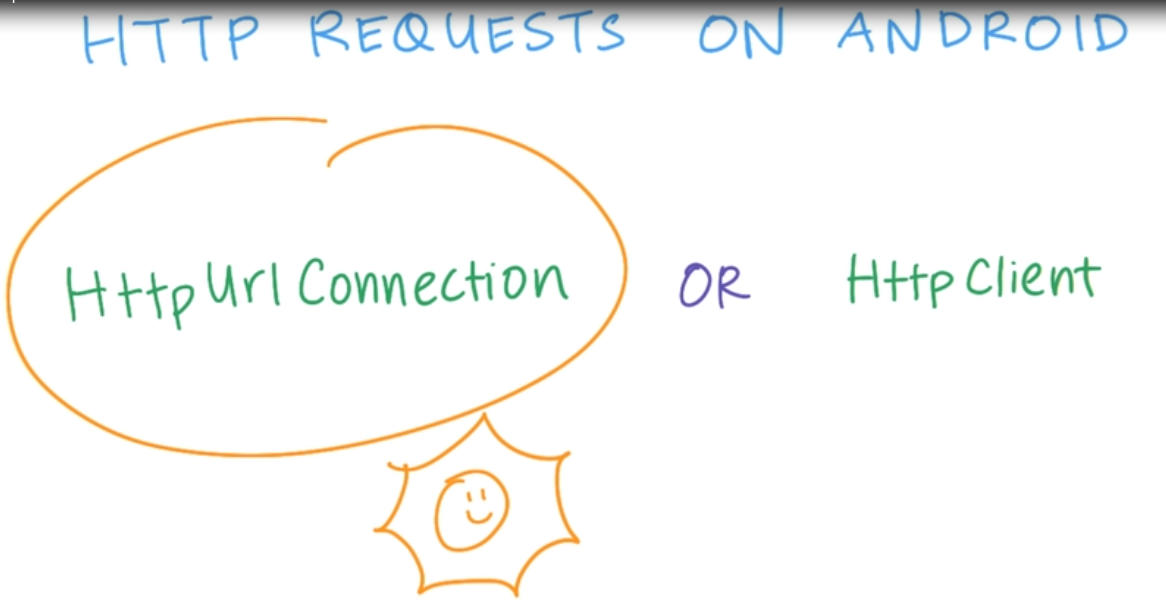 HTTP REQUESTS ON ANDROID
HttpUrlConnection OR HttpClient